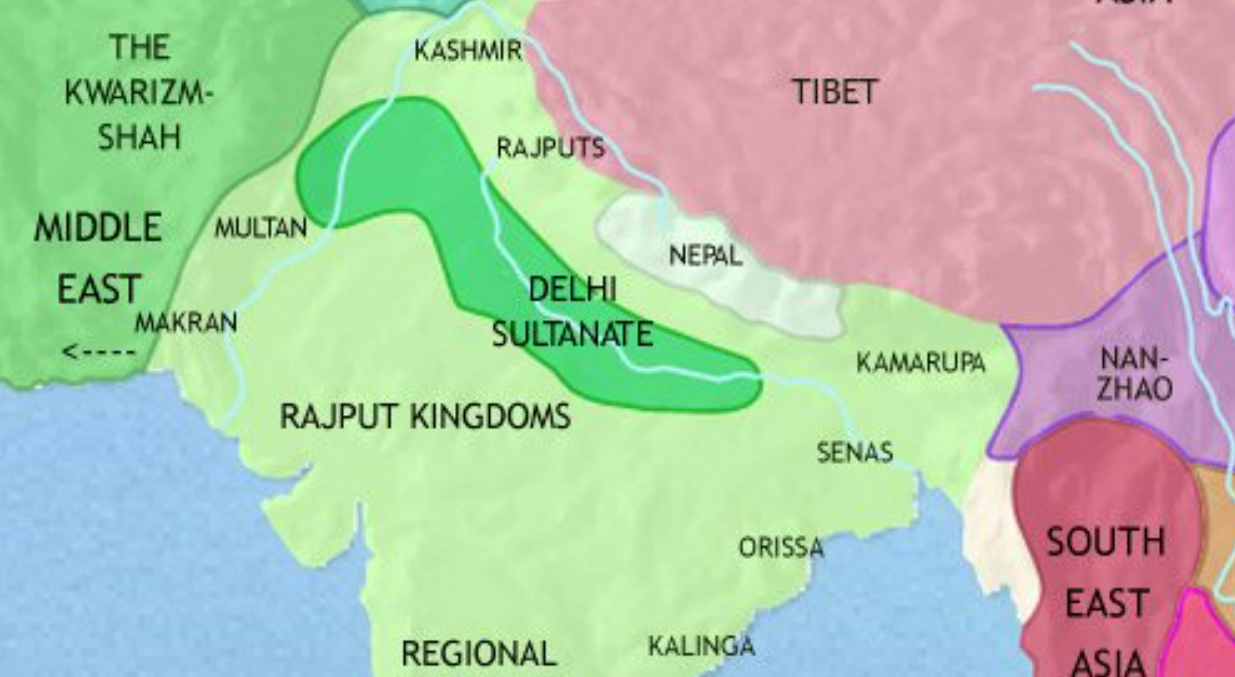 ASIA
THE
KWARIZM-
SHAH
KASHMIR
TIBET
RAJPUTS
MIDDLE
EAST
<----
MULTAN
NEPAL
MAKRAN
DELHI
SULTANATE
KAMARUPA
NAN-
ZHAO
RAJPUT KINGDOMS
SENAS
ORISSA
SOUTH
EAST
ASIA
KALINGA
REGIONAL